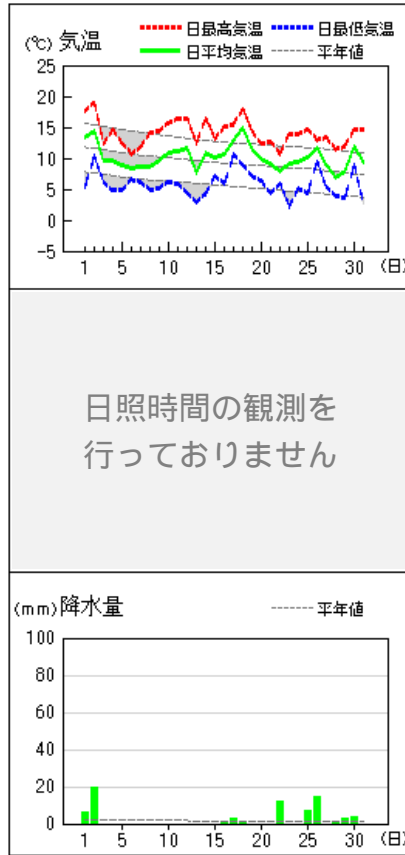 (℃) 気温
日最高気温 日最低気温
日平均気温 平年値
25
20
15
10
5
0
-5
1 5 10 15 20 25 30 (日)
日照時間の観測を
行っておりません
(mm) 降水量 平年値
100
80
60
40
20
0
1 5 10 15 20 25 30 (日)